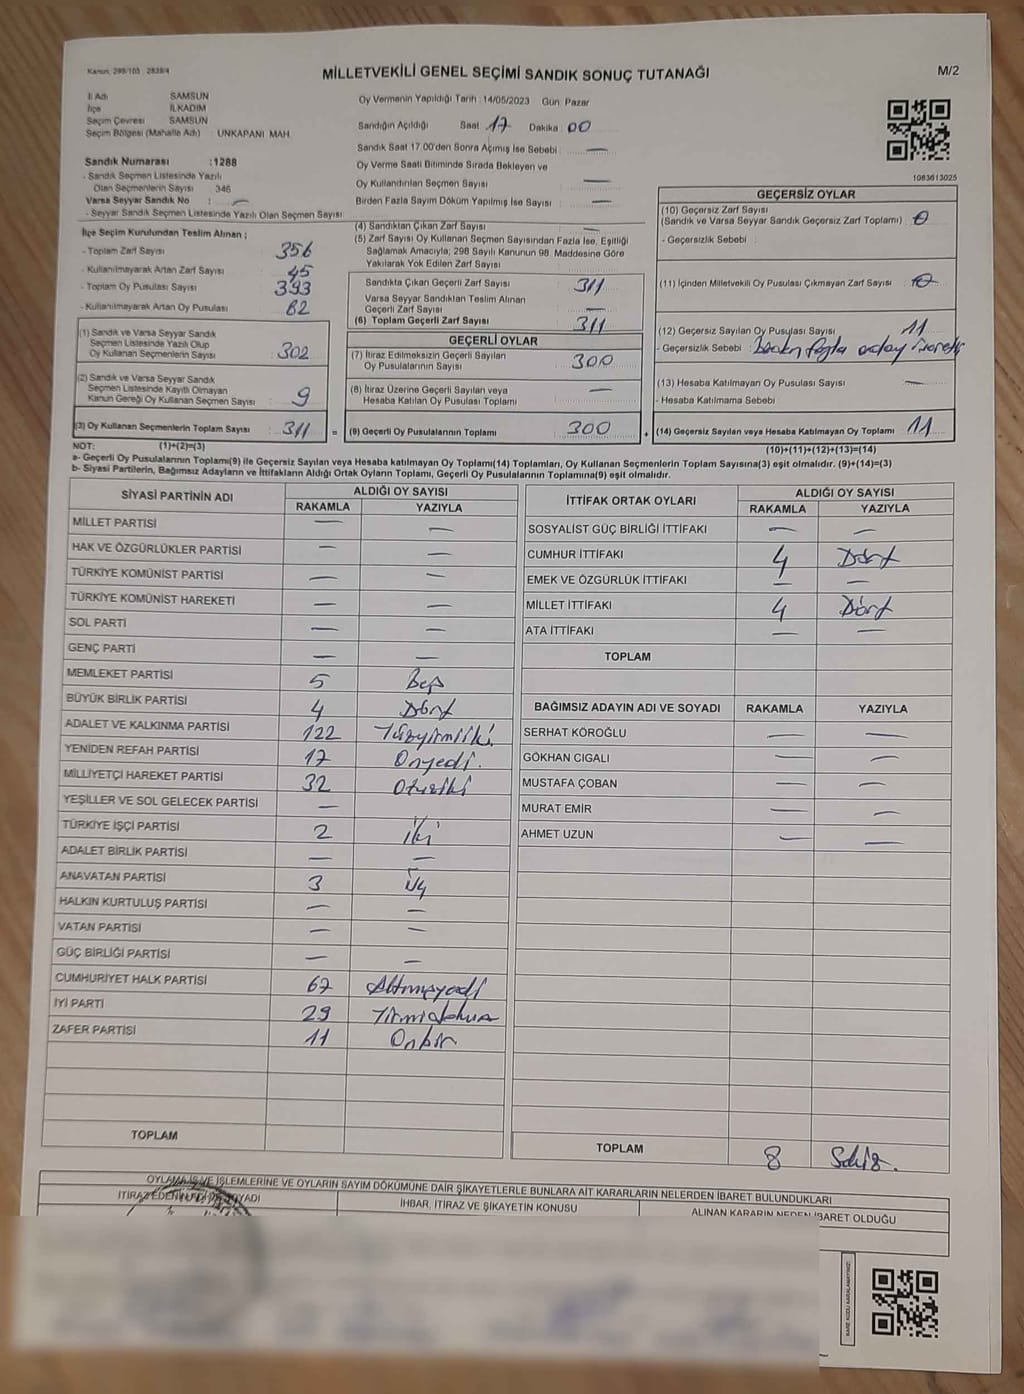 Kanun, 298/103 : 2839/4
MİLLETVEKİLİ GENEL SEÇİMİ SANDIK SONUÇ TUTANAĞI
M/2
İl Adı SAMSUN
İlçe İLKADIM
Seçim Çevresi SAMSUN
Seçim Bölgesi (Mahalle Adı) : UNKAPANI MAH.
Sandık Numarası :1288
- Sandık Seçmen Listesinde Yazılı
Olan Seçmenlerin Sayısı 346
Varsa Seyyar Sandık No : —
- Seyyar Sandık Seçmen Listesinde Yazılı Olan Seçmen Sayısı
İlçe Seçim Kurulundan Teslim Alınan ;
- Toplam Zarf Sayısı 356
- Kullanılmayarak Artan Zarf Sayısı 45
- Toplam Oy Pusulası Sayısı 393
- Kullanılmayarak Artan Oy Pusulası 82
(1) Sandık ve Varsa Seyyar Sandık
Seçmen Listesinde Yazılı Olup
Oy Kullanan Seçmenlerin Sayısı : 302
(2) Sandık ve Varsa Seyyar Sandık
Seçmen Listesinde Kayıtlı Olmayan
Kanun Gereği Oy Kullanan Seçmen Sayısı : 9
(3) Oy Kullanan Seçmenlerin Toplam Sayısı : 311
Oy Vermenin Yapıldığı Tarih : 14/05/2023 Gün: Pazar
Sandığın Açıldığı Saat : 17 Dakika : 00
Sandık Saat 17.00'den Sonra Açımış İse Sebebi : —
Oy Verme Saati Bitiminde Sırada Bekleyen ve
Oy Kullandırılan Seçmen Sayısı : —
Birden Fazla Sayım Döküm Yapılmış İse Sayısı : —
(4) Sandıktan Çıkan Zarf Sayısı : —
(5) Zarf Sayısı Oy Kullanan Seçmen Sayısından Fazla İse, Eşitliği
Sağlamak Amacıyla; 298 Sayılı Kanunun 98. Maddesine Göre
Yakılarak Yok Edilen Zarf Sayısı :
Sandıkta Çıkan Geçerli Zarf Sayısı : 311
Varsa Seyyar Sandıktan Teslim Alınan
Geçerli Zarf Sayısı : —
(6) Toplam Geçerli Zarf Sayısı : 311
GEÇERLİ OYLAR
(7) İtiraz Edilmeksizin Geçerli Sayılan
Oy Pusulalarının Sayısı : 300
(8) İtiraz Üzerine Geçerli Sayılan veya
Hesaba Katılan Oy Pusulası Toplamı : —
= (9) Geçerli Oy Pusulalarının Toplamı : 300
1083613025
GEÇERSİZ OYLAR
(10) Geçersiz Zarf Sayısı
(Sandık ve Varsa Seyyar Sandık Geçersiz Zarf Toplamı) : 0
- Geçersizlik Sebebi :
(11) İçinden Milletvekili Oy Pusulası Çıkmayan Zarf Sayısı : 0
(12) Geçersiz Sayılan Oy Pusulası Sayısı : 11
- Geçersizlik Sebebi : fazla aday işareti
(13) Hesaba Katılmayan Oy Pusulası Sayısı : —
- Hesaba Katılmama Sebebi :
+ (14) Geçersiz Sayılan veya Hesaba Katılmayan Oy Toplamı : 11
NOT: (1)+(2)=(3)
(10)+(11)+(12)+(13)=(14)
a- Geçerli Oy Pusulalarının Toplamı(9) ile Geçersiz Sayılan veya Hesaba katılmayan Oy Toplamı(14) Toplamları, Oy Kullanan Seçmenlerin Toplam Sayısına(3) eşit olmalıdır. (9)+(14)=(3)
b- Siyasi Partilerin, Bağımsız Adayların ve İttifakların Aldığı Ortak Oyların Toplamı, Geçerli Oy Pusulalarının Toplamına(9) eşit olmalıdır.
SİYASİ PARTİNİN ADI ALDIĞI OY SAYISI
RAKAMLA YAZIYLA
MİLLET PARTİSİ — —
HAK VE ÖZGÜRLÜKLER PARTİSİ — —
TÜRKİYE KOMÜNİST PARTİSİ — —
TÜRKİYE KOMÜNİST HAREKETİ — —
SOL PARTİ — —
GENÇ PARTİ — —
MEMLEKET PARTİSİ 5 Beş
BÜYÜK BİRLİK PARTİSİ 4 Dört
ADALET VE KALKINMA PARTİSİ 122 Yüzyirmiiki
YENİDEN REFAH PARTİSİ 17 Onyedi.
MİLLİYETÇİ HAREKET PARTİSİ 32 Otuziki
YEŞİLLER VE SOL GELECEK PARTİSİ —
TÜRKİYE İŞÇİ PARTİSİ 2 iki
ADALET BİRLİK PARTİSİ — —
ANAVATAN PARTİSİ 3 Üç
HALKIN KURTULUŞ PARTİSİ — —
VATAN PARTİSİ — —
GÜÇ BİRLİĞİ PARTİSİ — —
CUMHURİYET HALK PARTİSİ 67 Altmışyedi
İYİ PARTİ 29 Yirmidokuz
ZAFER PARTİSİ 11 Onbir
TOPLAM
İTTİFAK ORTAK OYLARI ALDIĞI OY SAYISI
RAKAMLA YAZIYLA
SOSYALİST GÜÇ BİRLİĞİ İTTİFAKI — —
CUMHUR İTTİFAKI 4 Dört
EMEK VE ÖZGÜRLÜK İTTİFAKI — —
MİLLET İTTİFAKI 4 Dört
ATA İTTİFAKI — —
TOPLAM
BAĞIMSIZ ADAYIN ADI VE SOYADI RAKAMLA YAZIYLA
SERHAT KÖROĞLU — —
GÖKHAN CIGALI — —
MUSTAFA ÇOBAN — —
MURAT EMİR — —
AHMET UZUN — —
TOPLAM 8 Sekiz.
OYLAMA İŞ VE İŞLEMLERİNE VE OYLARIN SAYIM DÖKÜMÜNE DAİR ŞİKAYETLERLE BUNLARA AİT KARARLARIN NELERDEN İBARET BULUNDUKLARI
İTİRAZ EDENİN ADI SOYADI İHBAR, İTİRAZ VE ŞİKAYETİN KONUSU ALINAN KARARIN NEDEN İBARET OLDUĞU
KARE KODU KARALAMAYINIZ!